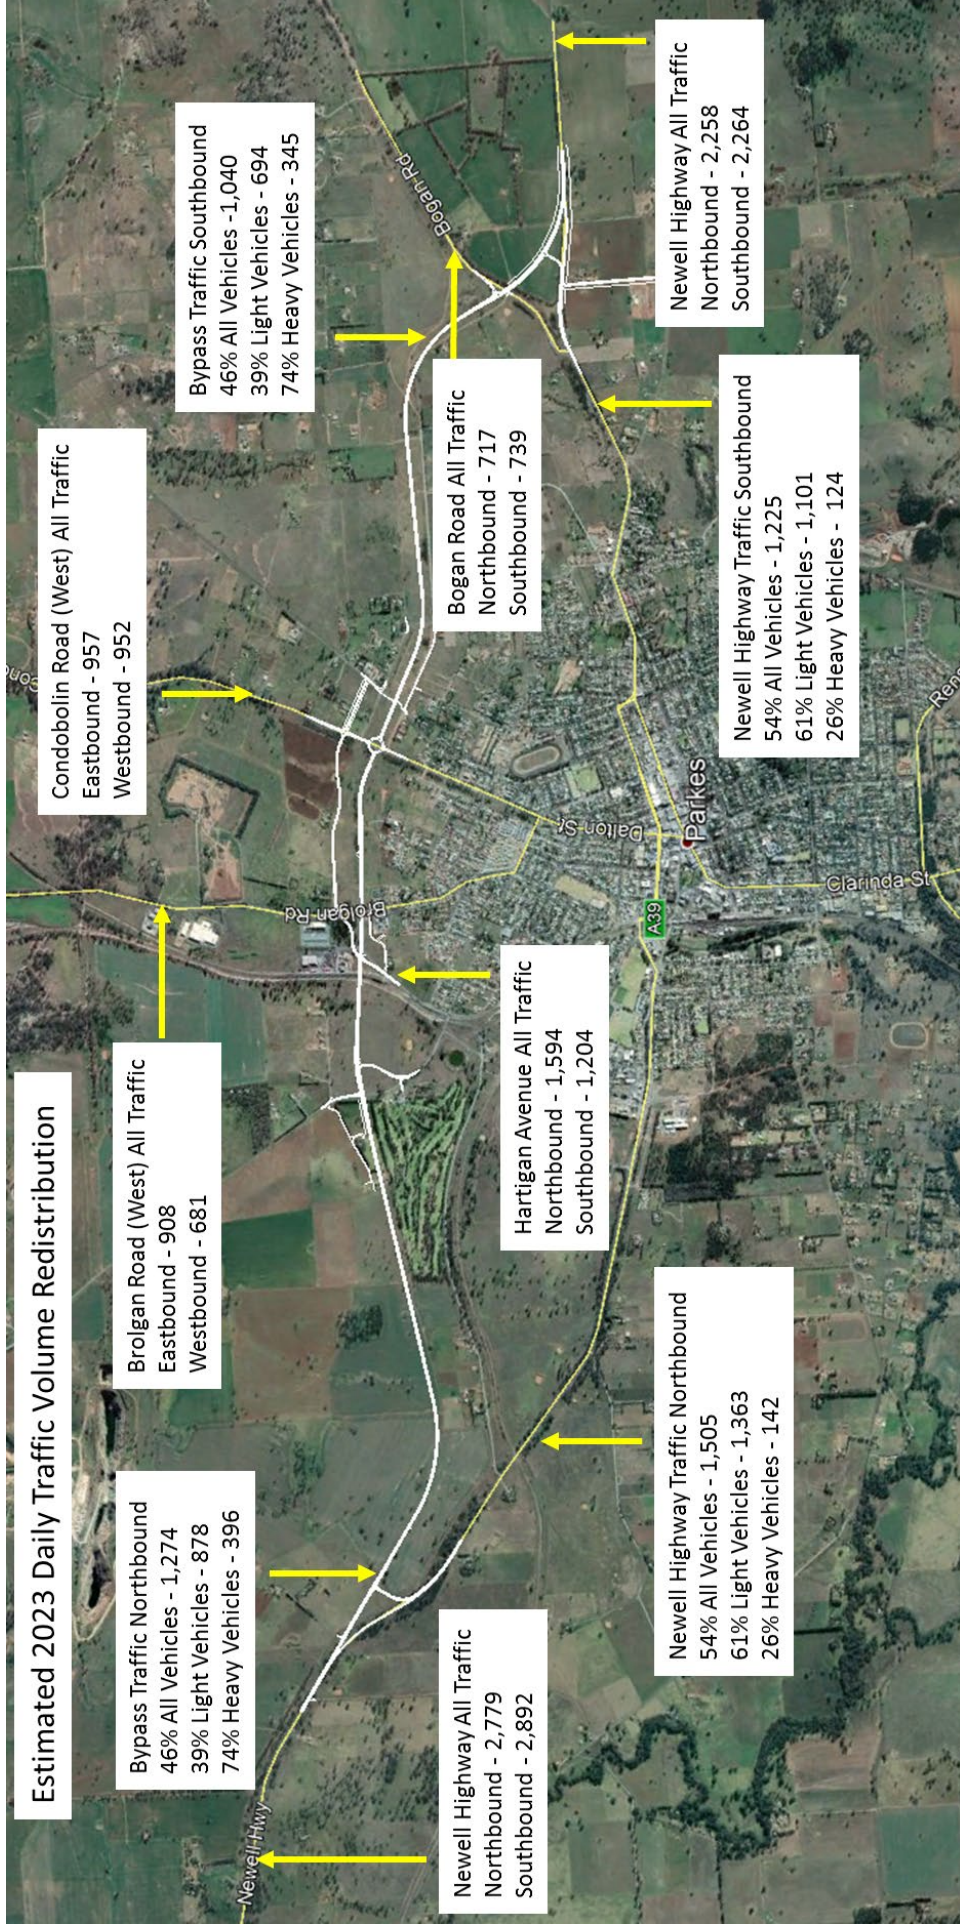 Estimated 2023 Daily Traffic Volume Redistribution
Bypass Traffic Northbound
46% All Vehicles - 1,274
39% Light Vehicles - 878
74% Heavy Vehicles - 396
Brolgan Road (West) All Traffic
Eastbound - 908
Westbound - 681
Condobolin Road (West) All Traffic
Eastbound - 957
Westbound - 952
Bypass Traffic Southbound
46% All Vehicles -1,040
39% Light Vehicles - 694
74% Heavy Vehicles - 345
Newell Hwy
Brolgan Rd
Bogan Rd
Newell Highway All Traffic
Northbound - 2,779
Southbound - 2,892
Hartigan Avenue All Traffic
Northbound - 1,594
Southbound - 1,204
Bogan Road All Traffic
Northbound - 717
Southbound - 739
Dalton St
A39
Parkes
Clarinda St
Newell Highway Traffic Northbound
54% All Vehicles - 1,505
61% Light Vehicles - 1,363
26% Heavy Vehicles - 142
Newell Highway Traffic Southbound
54% All Vehicles - 1,225
61% Light Vehicles - 1,101
26% Heavy Vehicles - 124
Newell Highway All Traffic
Northbound - 2,258
Southbound - 2,264